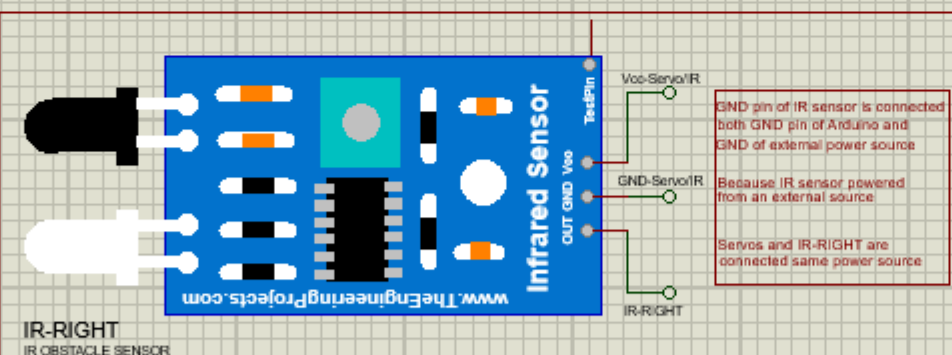 Vcc-Servo/IR
TestPin
Infrared Sensor
OUT GND Vcc
GND-Servo/IR
IR-RIGHT
www.TheEngineeringProjects.com
IR-RIGHT
IR OBSTACLE SENSOR
GND pin of IR sensor is connected
both GND pin of Arduino and
GND of external power source
Because IR sensor powered
from an external source
Servos and IR-RIGHT are
connected same power source